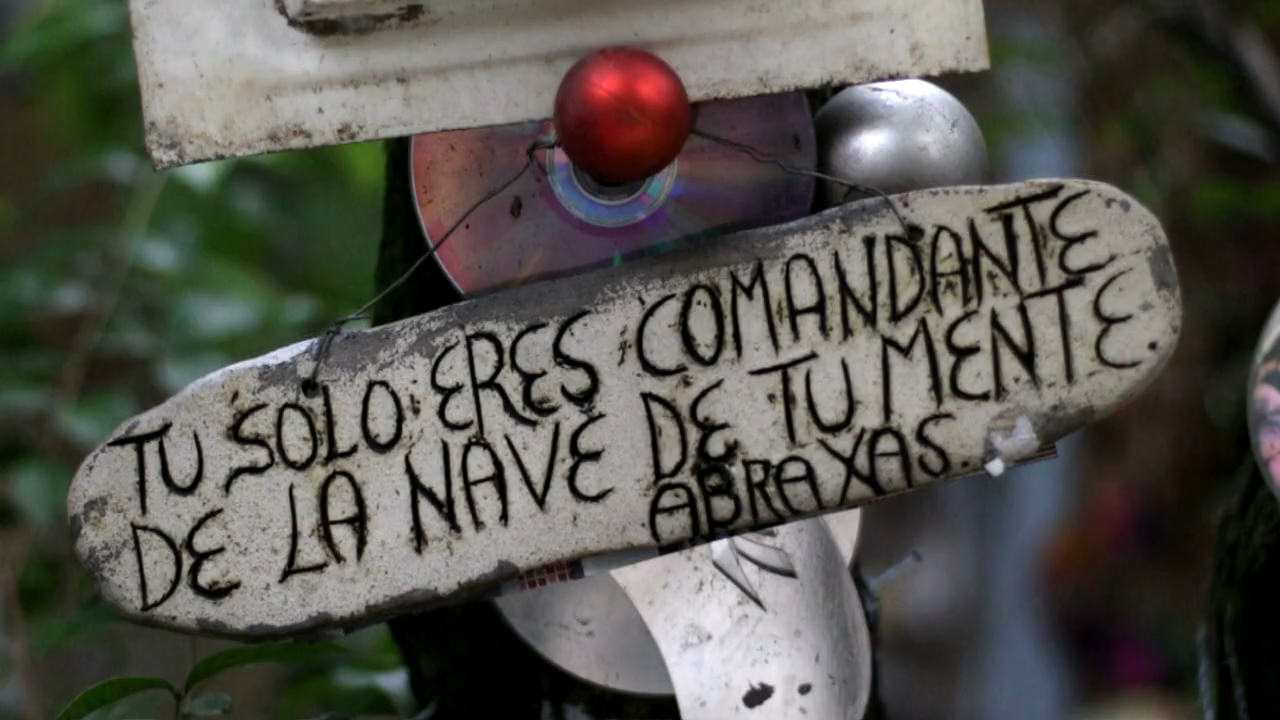 TU SOLO ERES COMANDANTE
DE LA NAVE DE TU MENTE.
ABRAXAS.